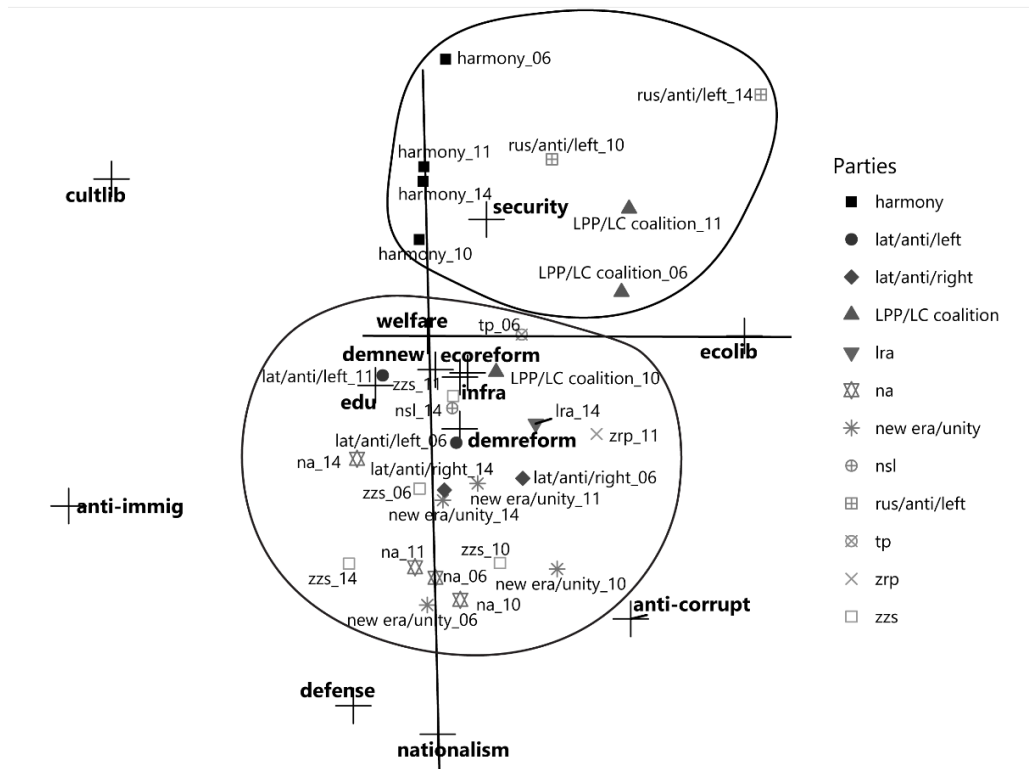 harmony_06
rus/anti/left_14
harmony_11
rus/anti/left_10
harmony_14
cultlib
security
LPP/LC coalition_11
harmony_10
LPP/LC coalition_06
welfare
tp_06
demnew
ecoreform
ecolib
lat/anti/left_11
zzs_11
LPP/LC coalition_10
edu
infra
nsl_14
lra_14
lat/anti/left_06
demreform
zrp_11
na_14
lat/anti/right_14
lat/anti/right_06
zzs_06
new era/unity_11
anti-immig
new era/unity_14
na_11
zzs_10
zzs_14
na_06
new era/unity_10
na_10
anti-corrupt
new era/unity_06
defense
nationalism
Parties
harmony
lat/anti/left
lat/anti/right
LPP/LC coalition
lra
na
new era/unity
nsl
rus/anti/left
tp
zrp
zzs